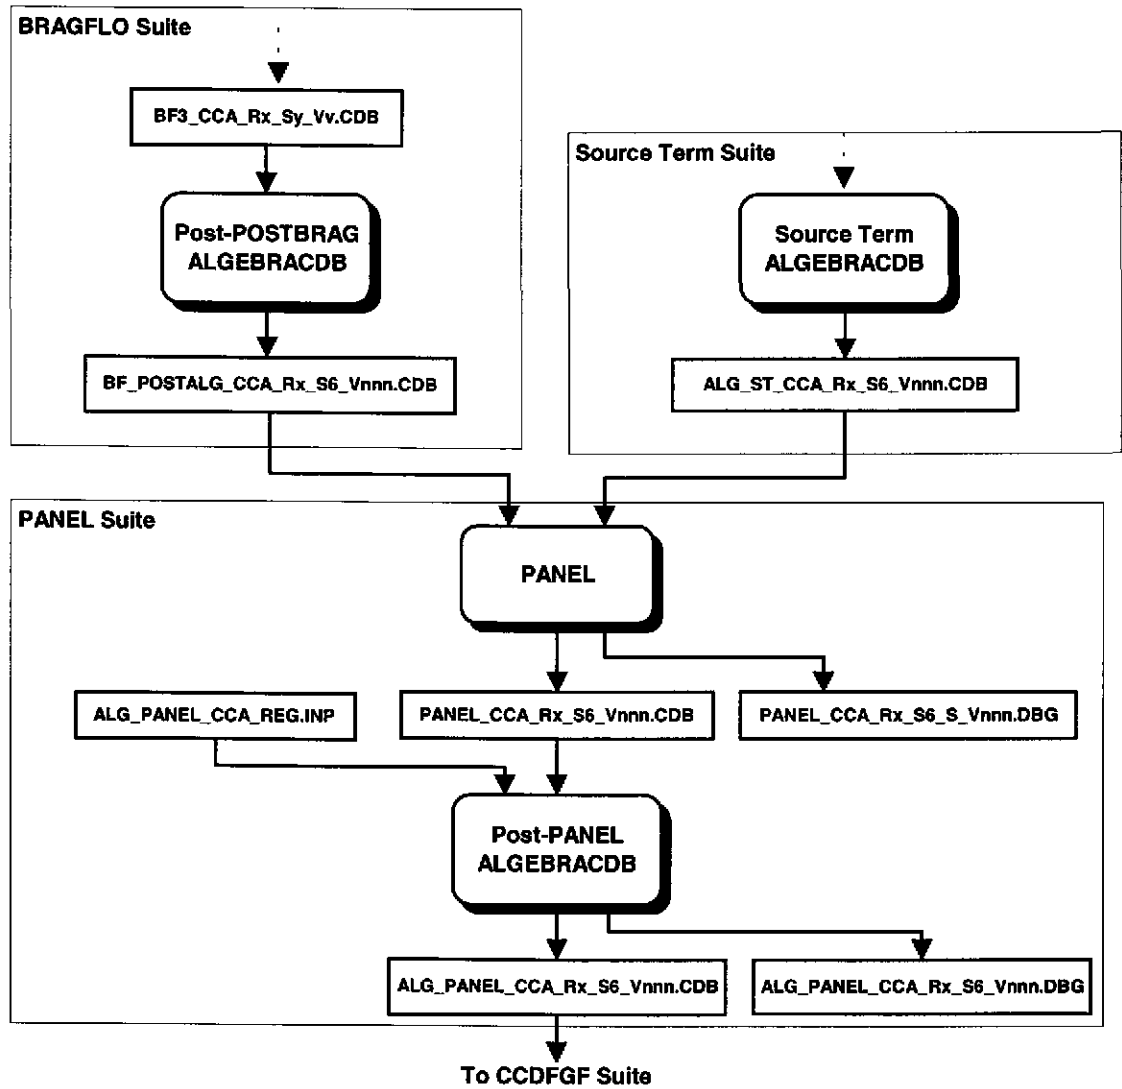 BRAGFLO Suite
BF3_CCA_Rx_Sy_Vv.CDB
Post-POSTBRAG
ALGEBRACDB
BF_POSTALG_CCA_Rx_S6_Vnnn.CDB
Source Term Suite
Source Term
ALGEBRACDB
ALG_ST_CCA_Rx_S6_Vnnn.CDB
PANEL Suite
PANEL
ALG_PANEL_CCA_REG.INP
PANEL_CCA_Rx_S6_Vnnn.CDB
PANEL_CCA_Rx_S6_S_Vnnn.DBG
Post-PANEL
ALGEBRACDB
ALG_PANEL_CCA_Rx_S6_Vnnn.CDB
ALG_PANEL_CCA_Rx_S6_Vnnn.DBG
To CCDFGF Suite